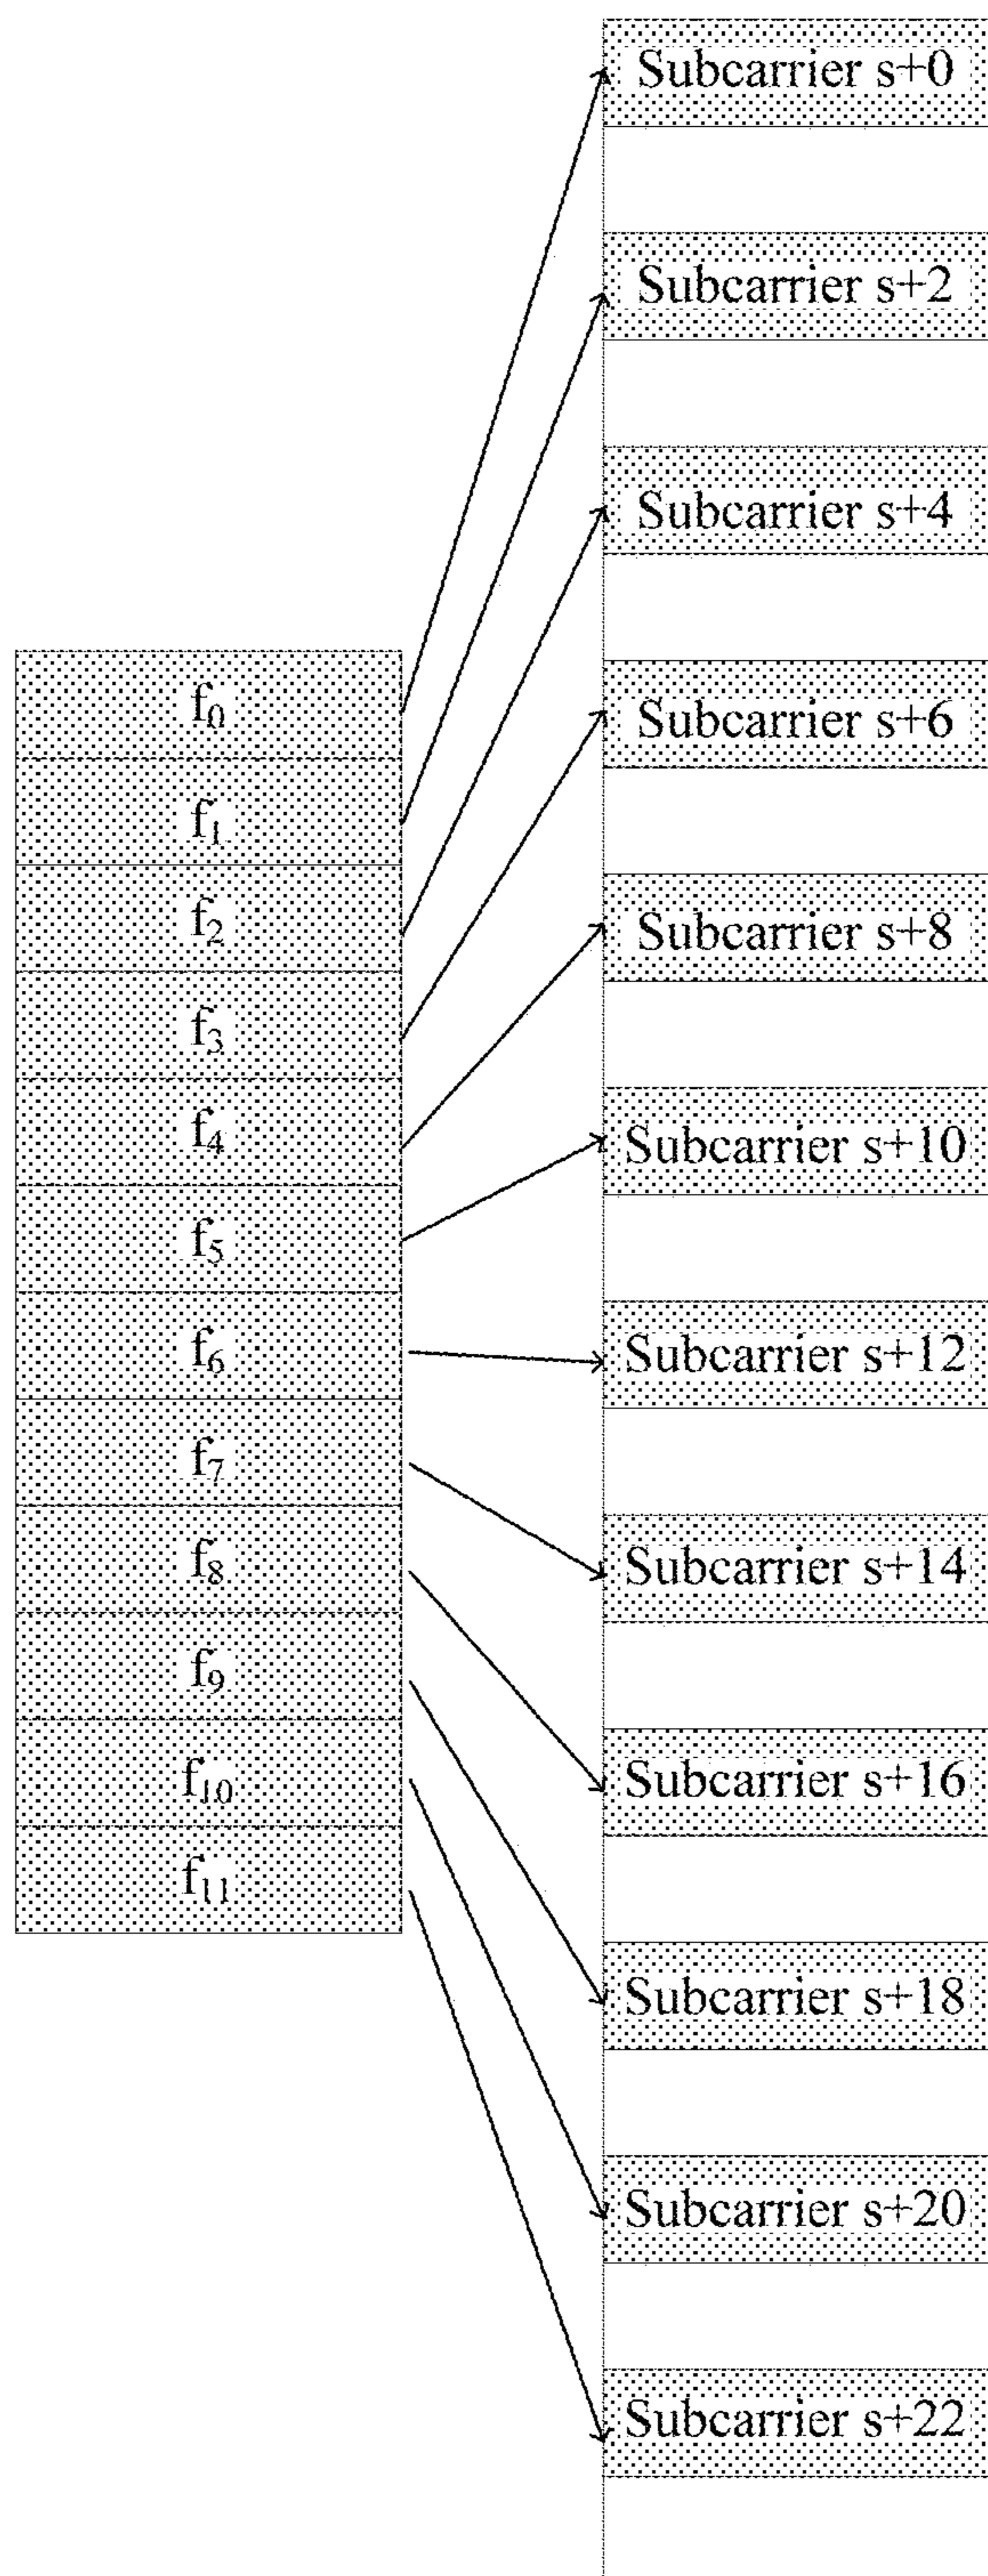 Subcarrier s+0
Subcarrier s+2
Subcarrier s+4
Subcarrier s+6
Subcarrier s+8
Subcarrier s+10
Subcarrier s+12
Subcarrier s+14
Subcarrier s+16
Subcarrier s+18
Subcarrier s+20
Subcarrier s+22
f₀
f₁
f₂
f₃
f₄
f₅
f₆
f₇
f₈
f₉
f₁₀
f₁₁